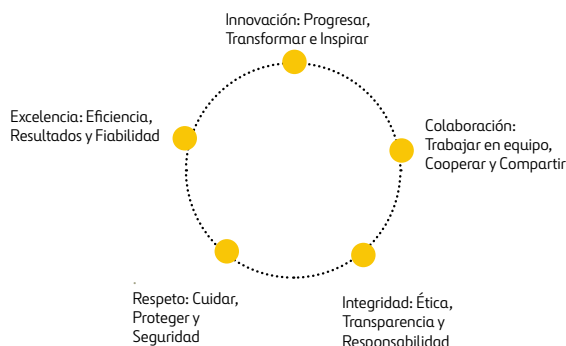 Innovación: Progresar,
Transformar e Inspirar
Excelencia: Eficiencia,
Resultados y Fiabilidad
Colaboración:
Trabajar en equipo,
Cooperar y Compartir
Respeto: Cuidar,
Proteger y
Seguridad
Integridad: Ética,
Transparencia y
Responsabilidad